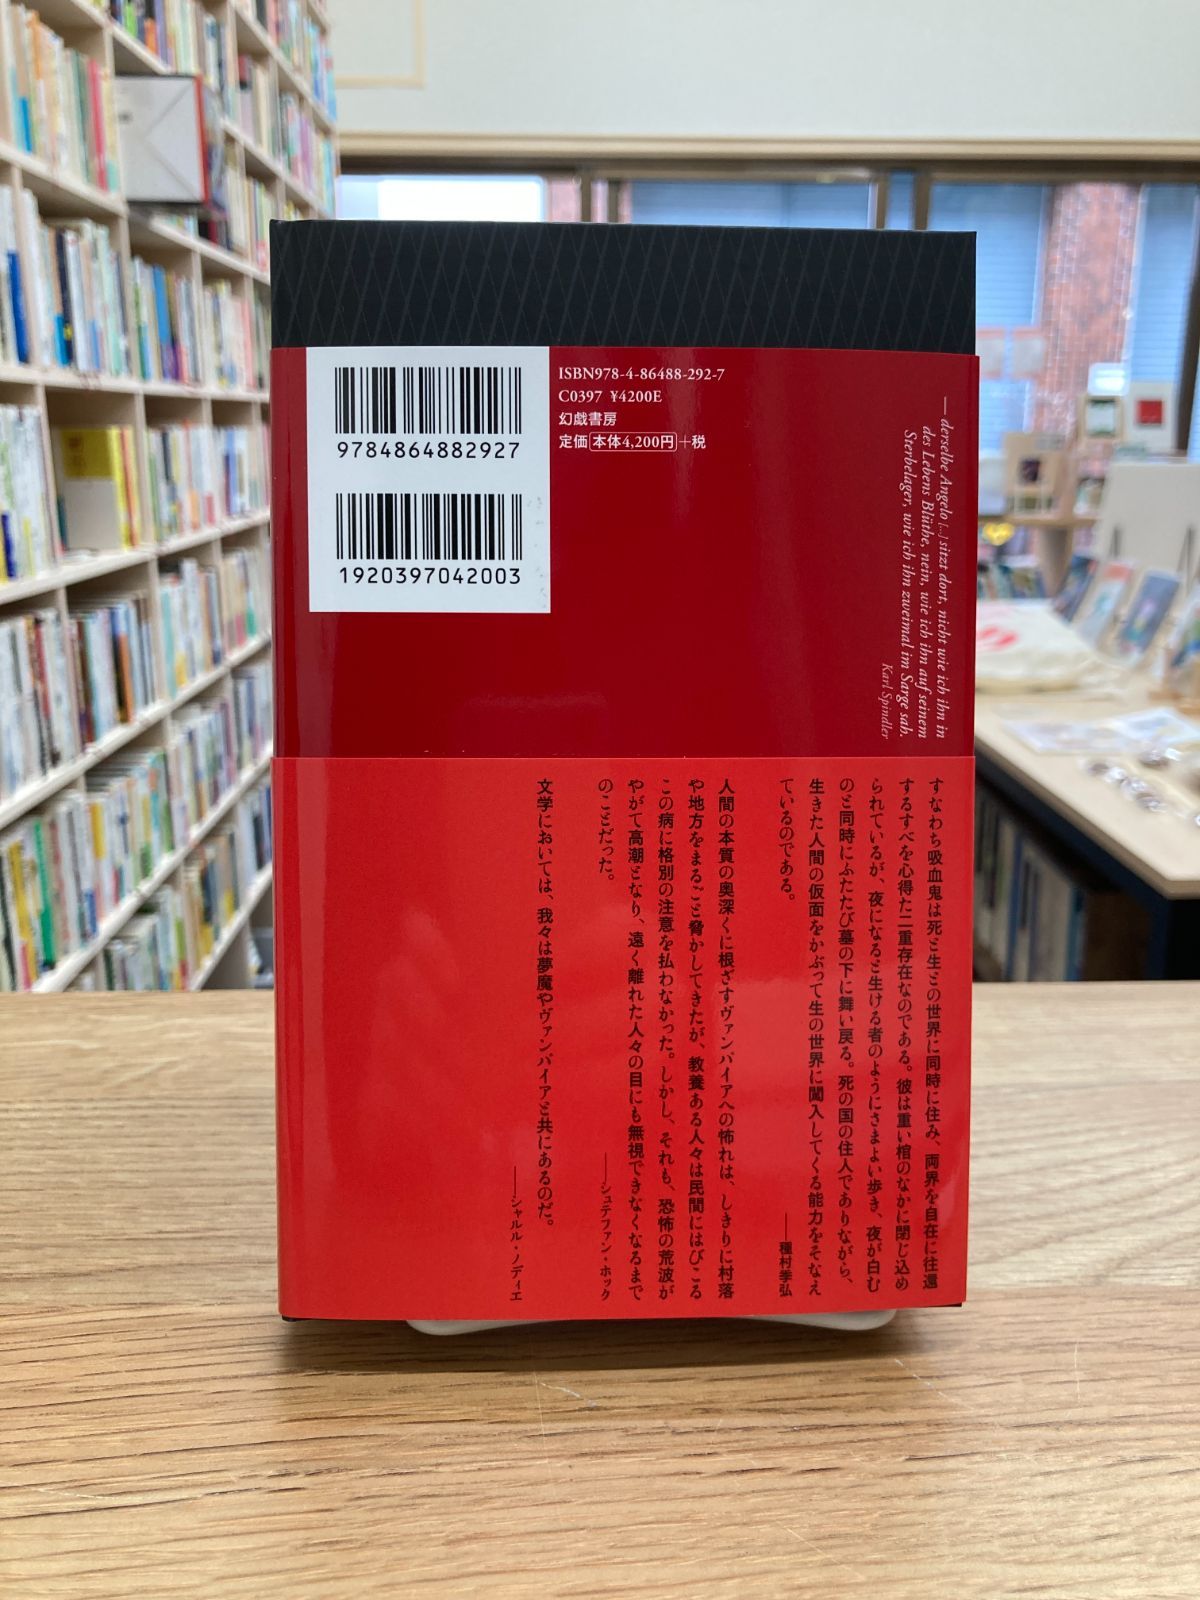 9784864882927
1920397042003
ISBN978-4-86488-292-7
C0397 ¥4200E
幻戯書房
定価 本体4,200円+税
— derselbe Angelo [...] sitzt dort, nicht wie ich ihn in
des Lebens Blüthe, nein, wie ich ihn auf seinem
Sterbelager, wie ich ihn zweimal im Sarge sah.
Karl Spindler
すなわち吸血鬼は死と生との世界に同時に住み、両界を自在に往還
するすべを心得た二重存在なのである。彼は重い棺のなかに閉じ込め
られているが、夜になると生ける者のようにさまよい歩き、夜が白む
のと同時にふたたび墓の下に舞い戻る。死の国の住人でありながら、
生きた人間の仮面をかぶって生の世界に闖入してくる能力をそなえ
ているのである。
——種村季弘
人間の本質の奥深くに根ざすヴァンパイアへの怖れは、しきりに村落
や地方をまるごと脅かしてきたが、教養ある人々は民間にはびこる
この病に格別の注意を払わなかった。しかし、それも、恐怖の荒波が
やがて高潮となり、遠く離れた人々の目にも無視できなくなるまで
のことだった。
——シュテファン・ホック
文学においては、我々は夢魔やヴァンパイアと共にあるのだ。
——シャルル・ノディエ